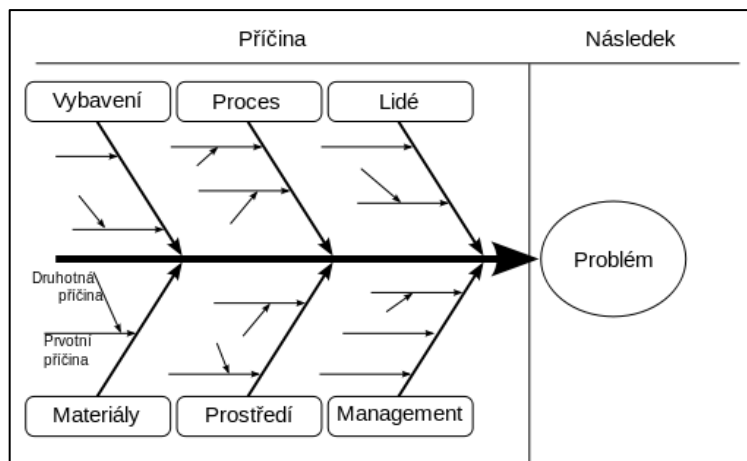 Příčina
Následek
Vybavení
Proces
Lidé
Problém
Druhotná
příčina
Prvotní
příčina
Materiály
Prostředí
Management